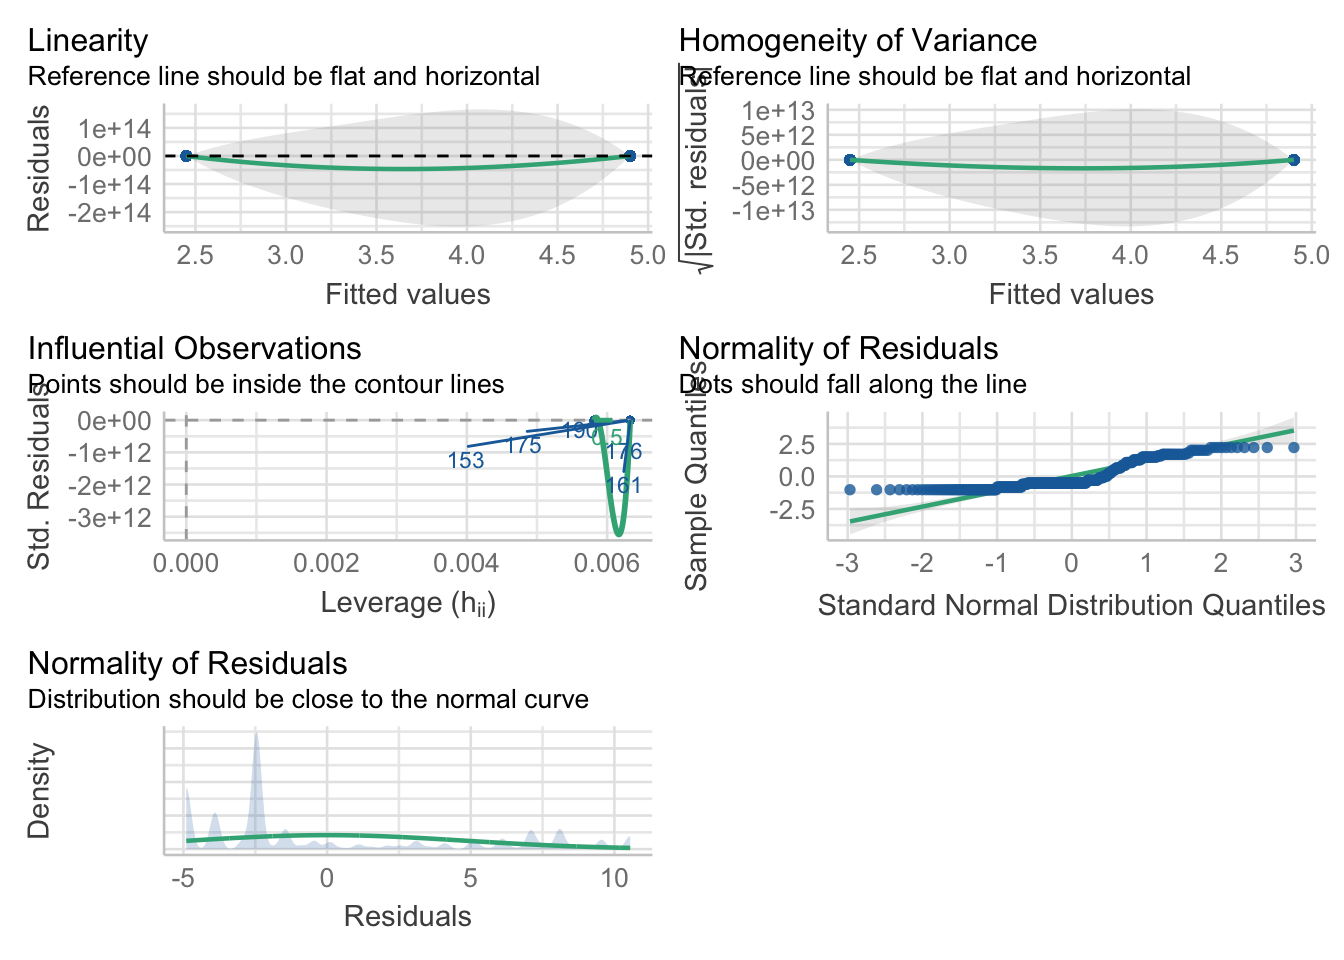 Linearity
Reference line should be flat and horizontal
Residuals
1e+14
0e+00
-1e+14
-2e+14
2.5 3.0 3.5 4.0 4.5 5.0
Fitted values
Homogeneity of Variance
Reference line should be flat and horizontal
√|Std. residuals|
1e+13
5e+12
0e+00
-5e+12
-1e+13
2.5 3.0 3.5 4.0 4.5 5.0
Fitted values
Influential Observations
Points should be inside the contour lines
Std. Residuals
0e+00
-1e+12
-2e+12
-3e+12
190
0.5
175
176
153
161
0.000 0.002 0.004 0.006
Leverage (hii)
Normality of Residuals
Dots should fall along the line
Sample Quantiles
2.5
0.0
-2.5
-3 -2 -1 0 1 2 3
Standard Normal Distribution Quantiles
Normality of Residuals
Distribution should be close to the normal curve
Density
-5 0 5 10
Residuals